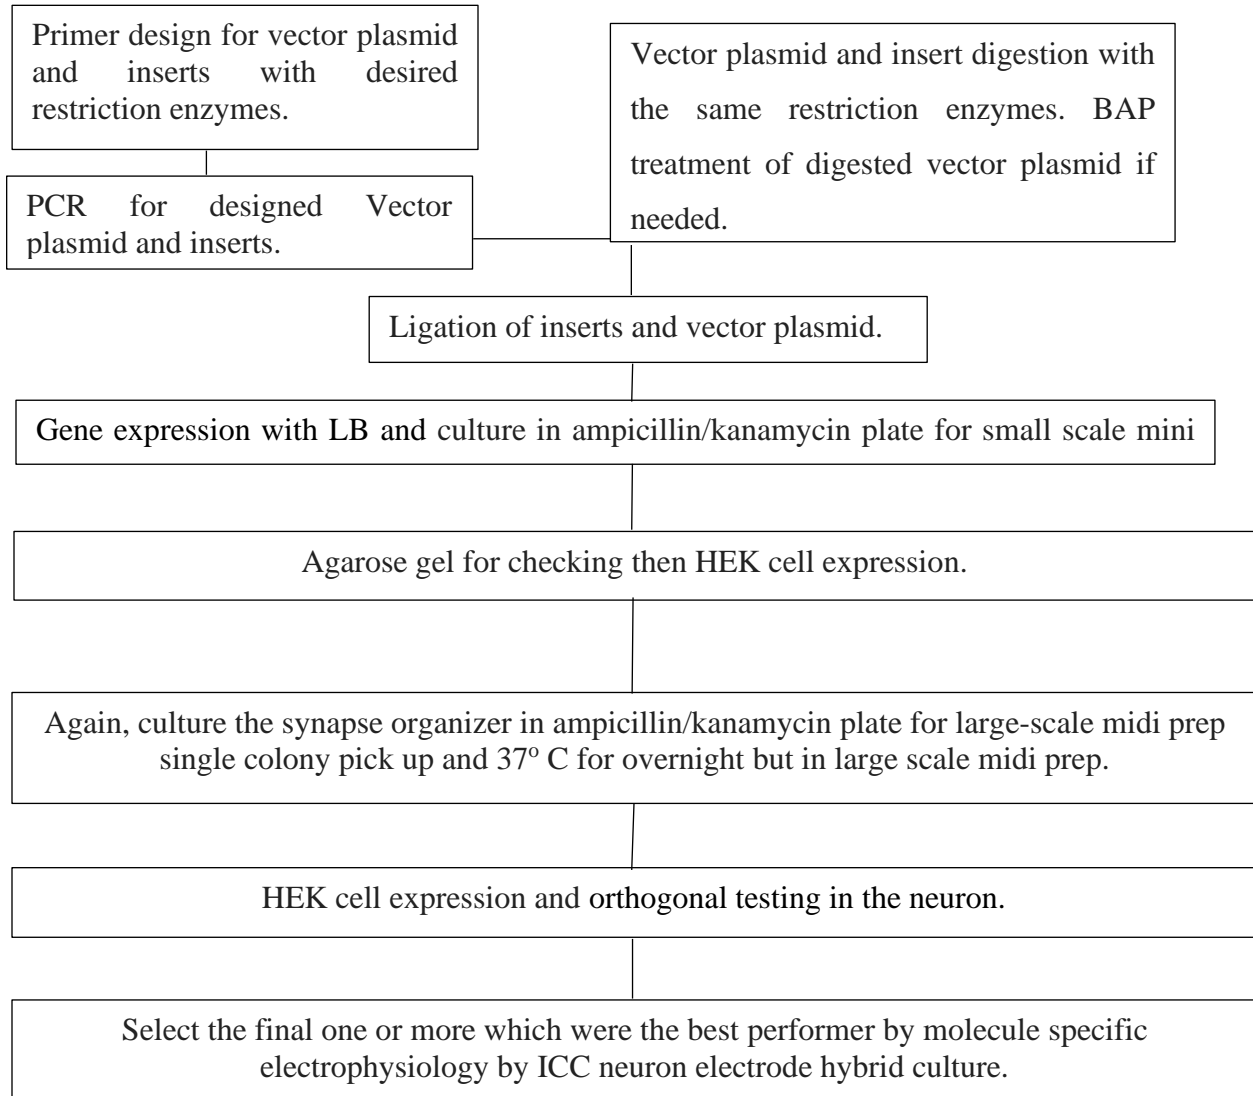 Primer design for vector plasmid
and inserts with desired
restriction enzymes.
PCR for designed Vector
plasmid and inserts.
Vector plasmid and insert digestion with
the same restriction enzymes. BAP
treatment of digested vector plasmid if
needed.
Ligation of inserts and vector plasmid.
Gene expression with LB and culture in ampicillin/kanamycin plate for small scale mini
Agarose gel for checking then HEK cell expression.
Again, culture the synapse organizer in ampicillin/kanamycin plate for large-scale midi prep
single colony pick up and 37º C for overnight but in large scale midi prep.
HEK cell expression and orthogonal testing in the neuron.
Select the final one or more which were the best performer by molecule specific
electrophysiology by ICC neuron electrode hybrid culture.